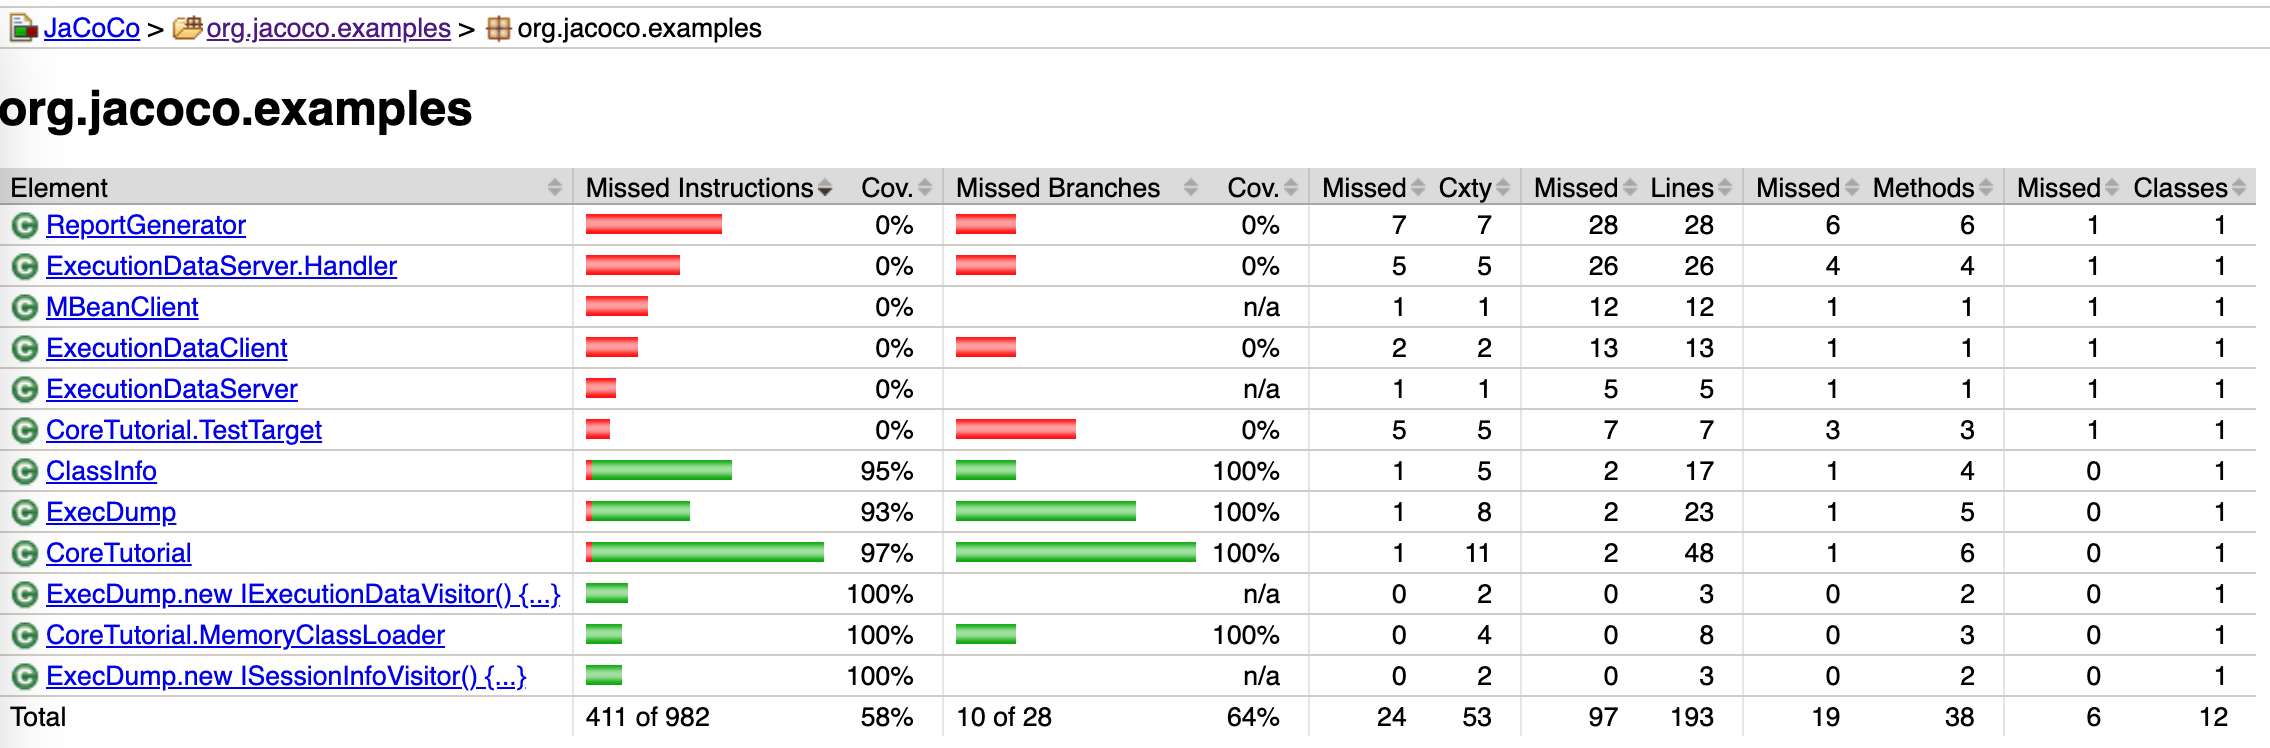 JaCoCo > org.jacoco.examples > org.jacoco.examples
org.jacoco.examples
Element Missed Instructions Cov. Missed Branches Cov. Missed Cxty Missed Lines Missed Methods Missed Classes
ReportGenerator 0% 0% 7 7 28 28 6 6 1 1
ExecutionDataServer.Handler 0% 0% 5 5 26 26 4 4 1 1
MBeanClient 0% n/a 1 1 12 12 1 1 1 1
ExecutionDataClient 0% 0% 2 2 13 13 1 1 1 1
ExecutionDataServer 0% n/a 1 1 5 5 1 1 1 1
CoreTutorial.TestTarget 0% 0% 5 5 7 7 3 3 1 1
ClassInfo 95% 100% 1 5 2 17 1 4 0 1
ExecDump 93% 100% 1 8 2 23 1 5 0 1
CoreTutorial 97% 100% 1 11 2 48 1 6 0 1
ExecDump.new IExecutionDataVisitor() {...} 100% n/a 0 2 0 3 0 2 0 1
CoreTutorial.MemoryClassLoader 100% 100% 0 4 0 8 0 3 0 1
ExecDump.new ISessionInfoVisitor() {...} 100% n/a 0 2 0 3 0 2 0 1
Total 411 of 982 58% 10 of 28 64% 24 53 97 193 19 38 6 12